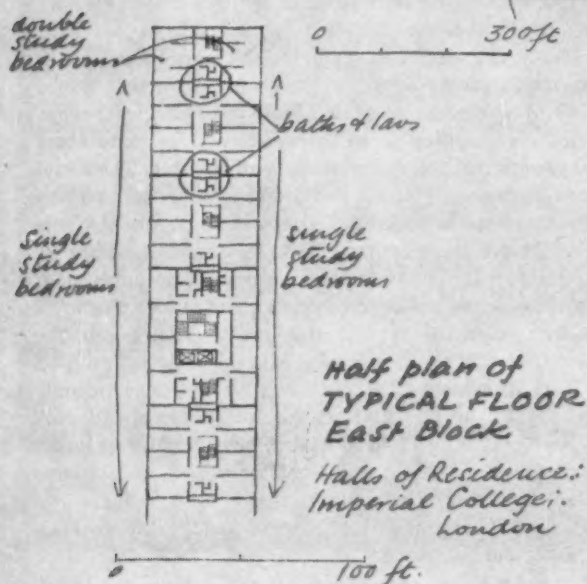 double
study
bedrooms
0 300ft
baths & lavs
single
study
bedrooms
single
study
bedrooms
Half plan of
TYPICAL FLOOR
East Block
Halls of Residence:
Imperial College:
London
0 100 ft.